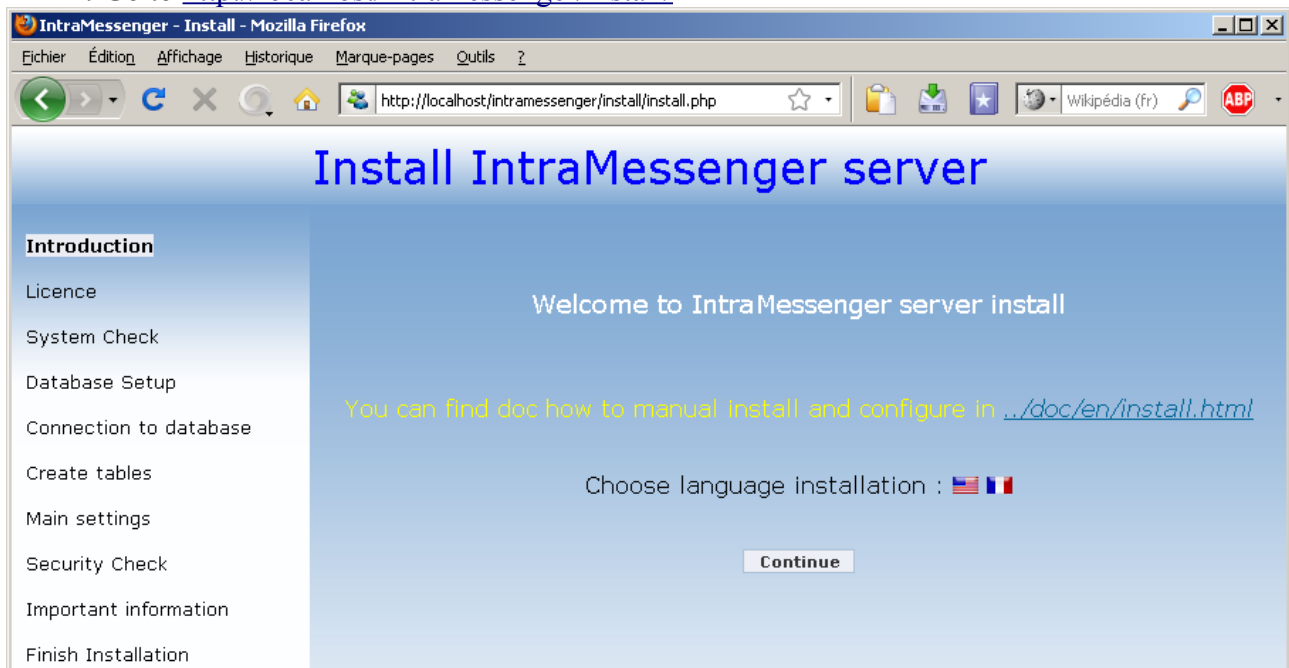 IntraMessenger - Install - Mozilla Firefox
Fichier Édition Affichage Historique Marque-pages Outils ?
http://localhost/intramessenger/install/install.php Wikipédia (fr) ABP
Install IntraMessenger server
Introduction
Licence
System Check
Database Setup
Connection to database
Create tables
Main settings
Security Check
Important information
Finish Installation
Welcome to IntraMessenger server install
You can find doc how to manual install and configure in ../doc/en/install.html
Choose language installation :
Continue